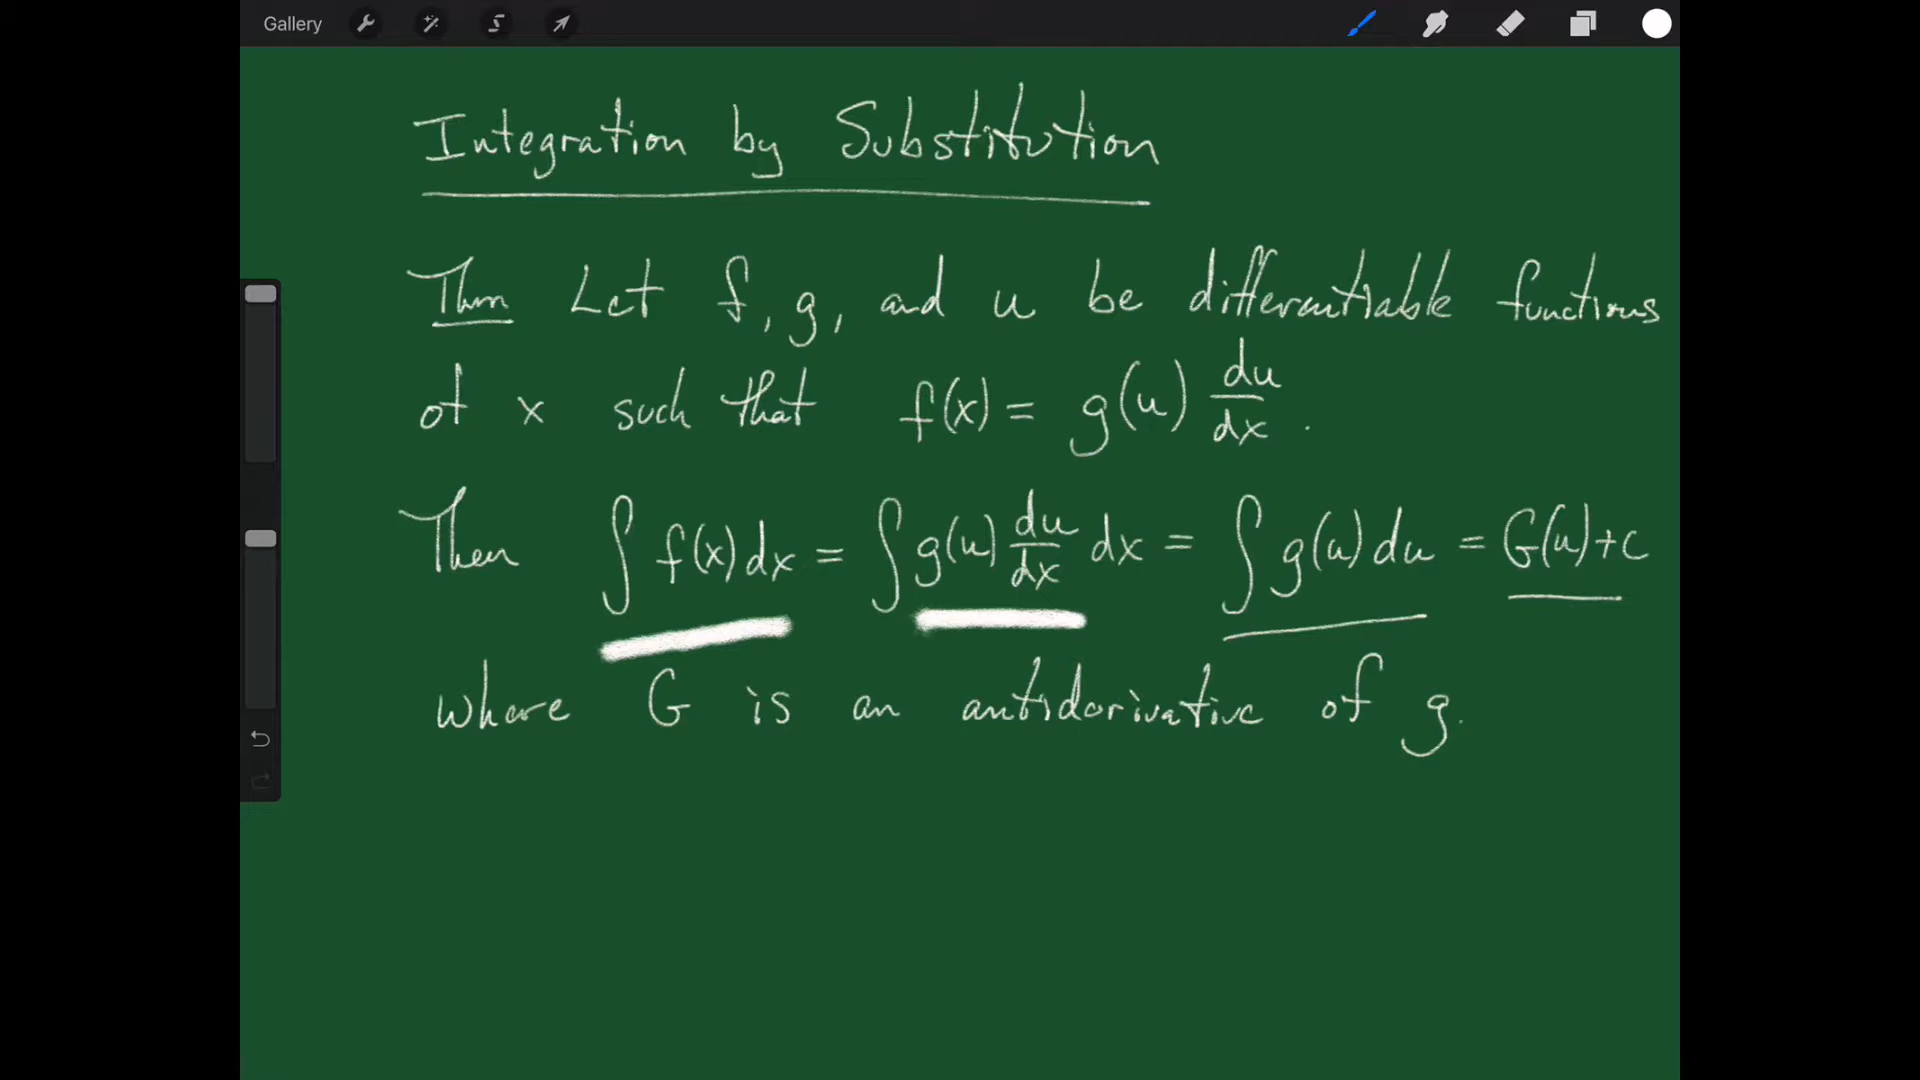 Gallery
Integration by Substitution
Thm Let f, g, and u be differentiable functions
of x such that f(x) = g(u) du/dx .
Then ∫ f(x) dx = ∫ g(u) du/dx dx = ∫ g(u) du = G(u) + c
where G is an antiderivative of g.